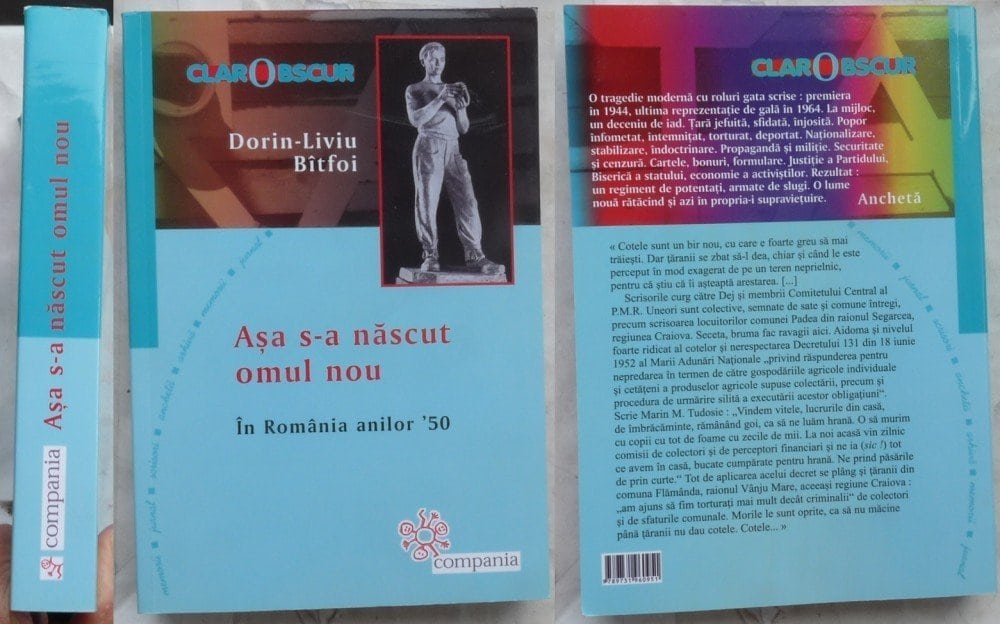 Așa s-a născut omul nou
compania
CLAROBSCUR
Dorin-Liviu
Bîtfoi
Așa s-a născut
omul nou
În România anilor ’50
compania
memorii ■ jurnal ■ scrisori ■ anchetă ■ arhivă ■ memorii ■ jurnal
CLAROBSCUR
O tragedie modernă cu roluri gata scrise : premiera
în 1944, ultima reprezentație de gală în 1964. La mijloc,
un deceniu de iad. Țară jefuită, sfidată, înjosită. Popor
înfometat, întemnițat, torturat, deportat. Naționalizare,
stabilizare, îndoctrinare. Propagandă și miliție. Securitate
și cenzură. Cartele, bonuri, formulare. Justiție a Partidului,
Biserică a statului, economie a activiștilor. Rezultat :
un regiment de potentați, armate de slugi. O lume
nouă rătăcind și azi în propria-i supraviețuire.
Anchetă
« Cotele sunt un bir nou, cu care e foarte greu să mai
trăiești. Dar țăranii se zbat să-l dea, chiar și când le este
perceput în mod exagerat de pe un teren neprielnic,
pentru că știu că îi așteaptă arestarea. [...]
Scrisorile curg către Dej și membrii Comitetului Central al
P.M.R. Uneori sunt colective, semnate de sate și comune întregi,
precum scrisoarea locuitorilor comunei Padea din raionul Segarcea,
regiunea Craiova. Seceta, bruma fac ravagii aici. Aidoma și nivelul
foarte ridicat al cotelor și nerespectarea Decretului 131 din 18 iunie
1952 al Marii Adunări Naționale „privind răspunderea pentru
nepredarea în termen de către gospodăriile agricole individuale
și cetățeni a produselor agricole supuse colectării, precum și
procedura de urmărire silită a executării acestor obligațiuni“.
Scrie Marin M. Tudosie : „Vindem vitele, lucrurile din casă,
de îmbrăcăminte, rămânând goi, ca să ne luăm hrană. O să murim
cu copii cu tot de foame cu zecile de mii. La noi acasă vin zilnic
comisii de colectori și de perceptori financiari și ne ia (sic !) tot
ce avem în casă, bucate cumpărate pentru hrană. Ne prind păsările
de prin curte.“ Tot de aplicarea acelui decret se plâng și țăranii din
comuna Flămânda, raionul Vânju Mare, aceeași regiune Craiova :
„am ajuns să fim torturați mai mult decât criminalii“ de colectori
și de sfaturile comunale. Morile le sunt oprite, ca să nu măcine
până țăranii nu dau cotele. Cotele... »
memorii ■ jurnal ■ scrisori ■ anchetă ■ arhivă ■ memorii ■ jurnal
9789737860951